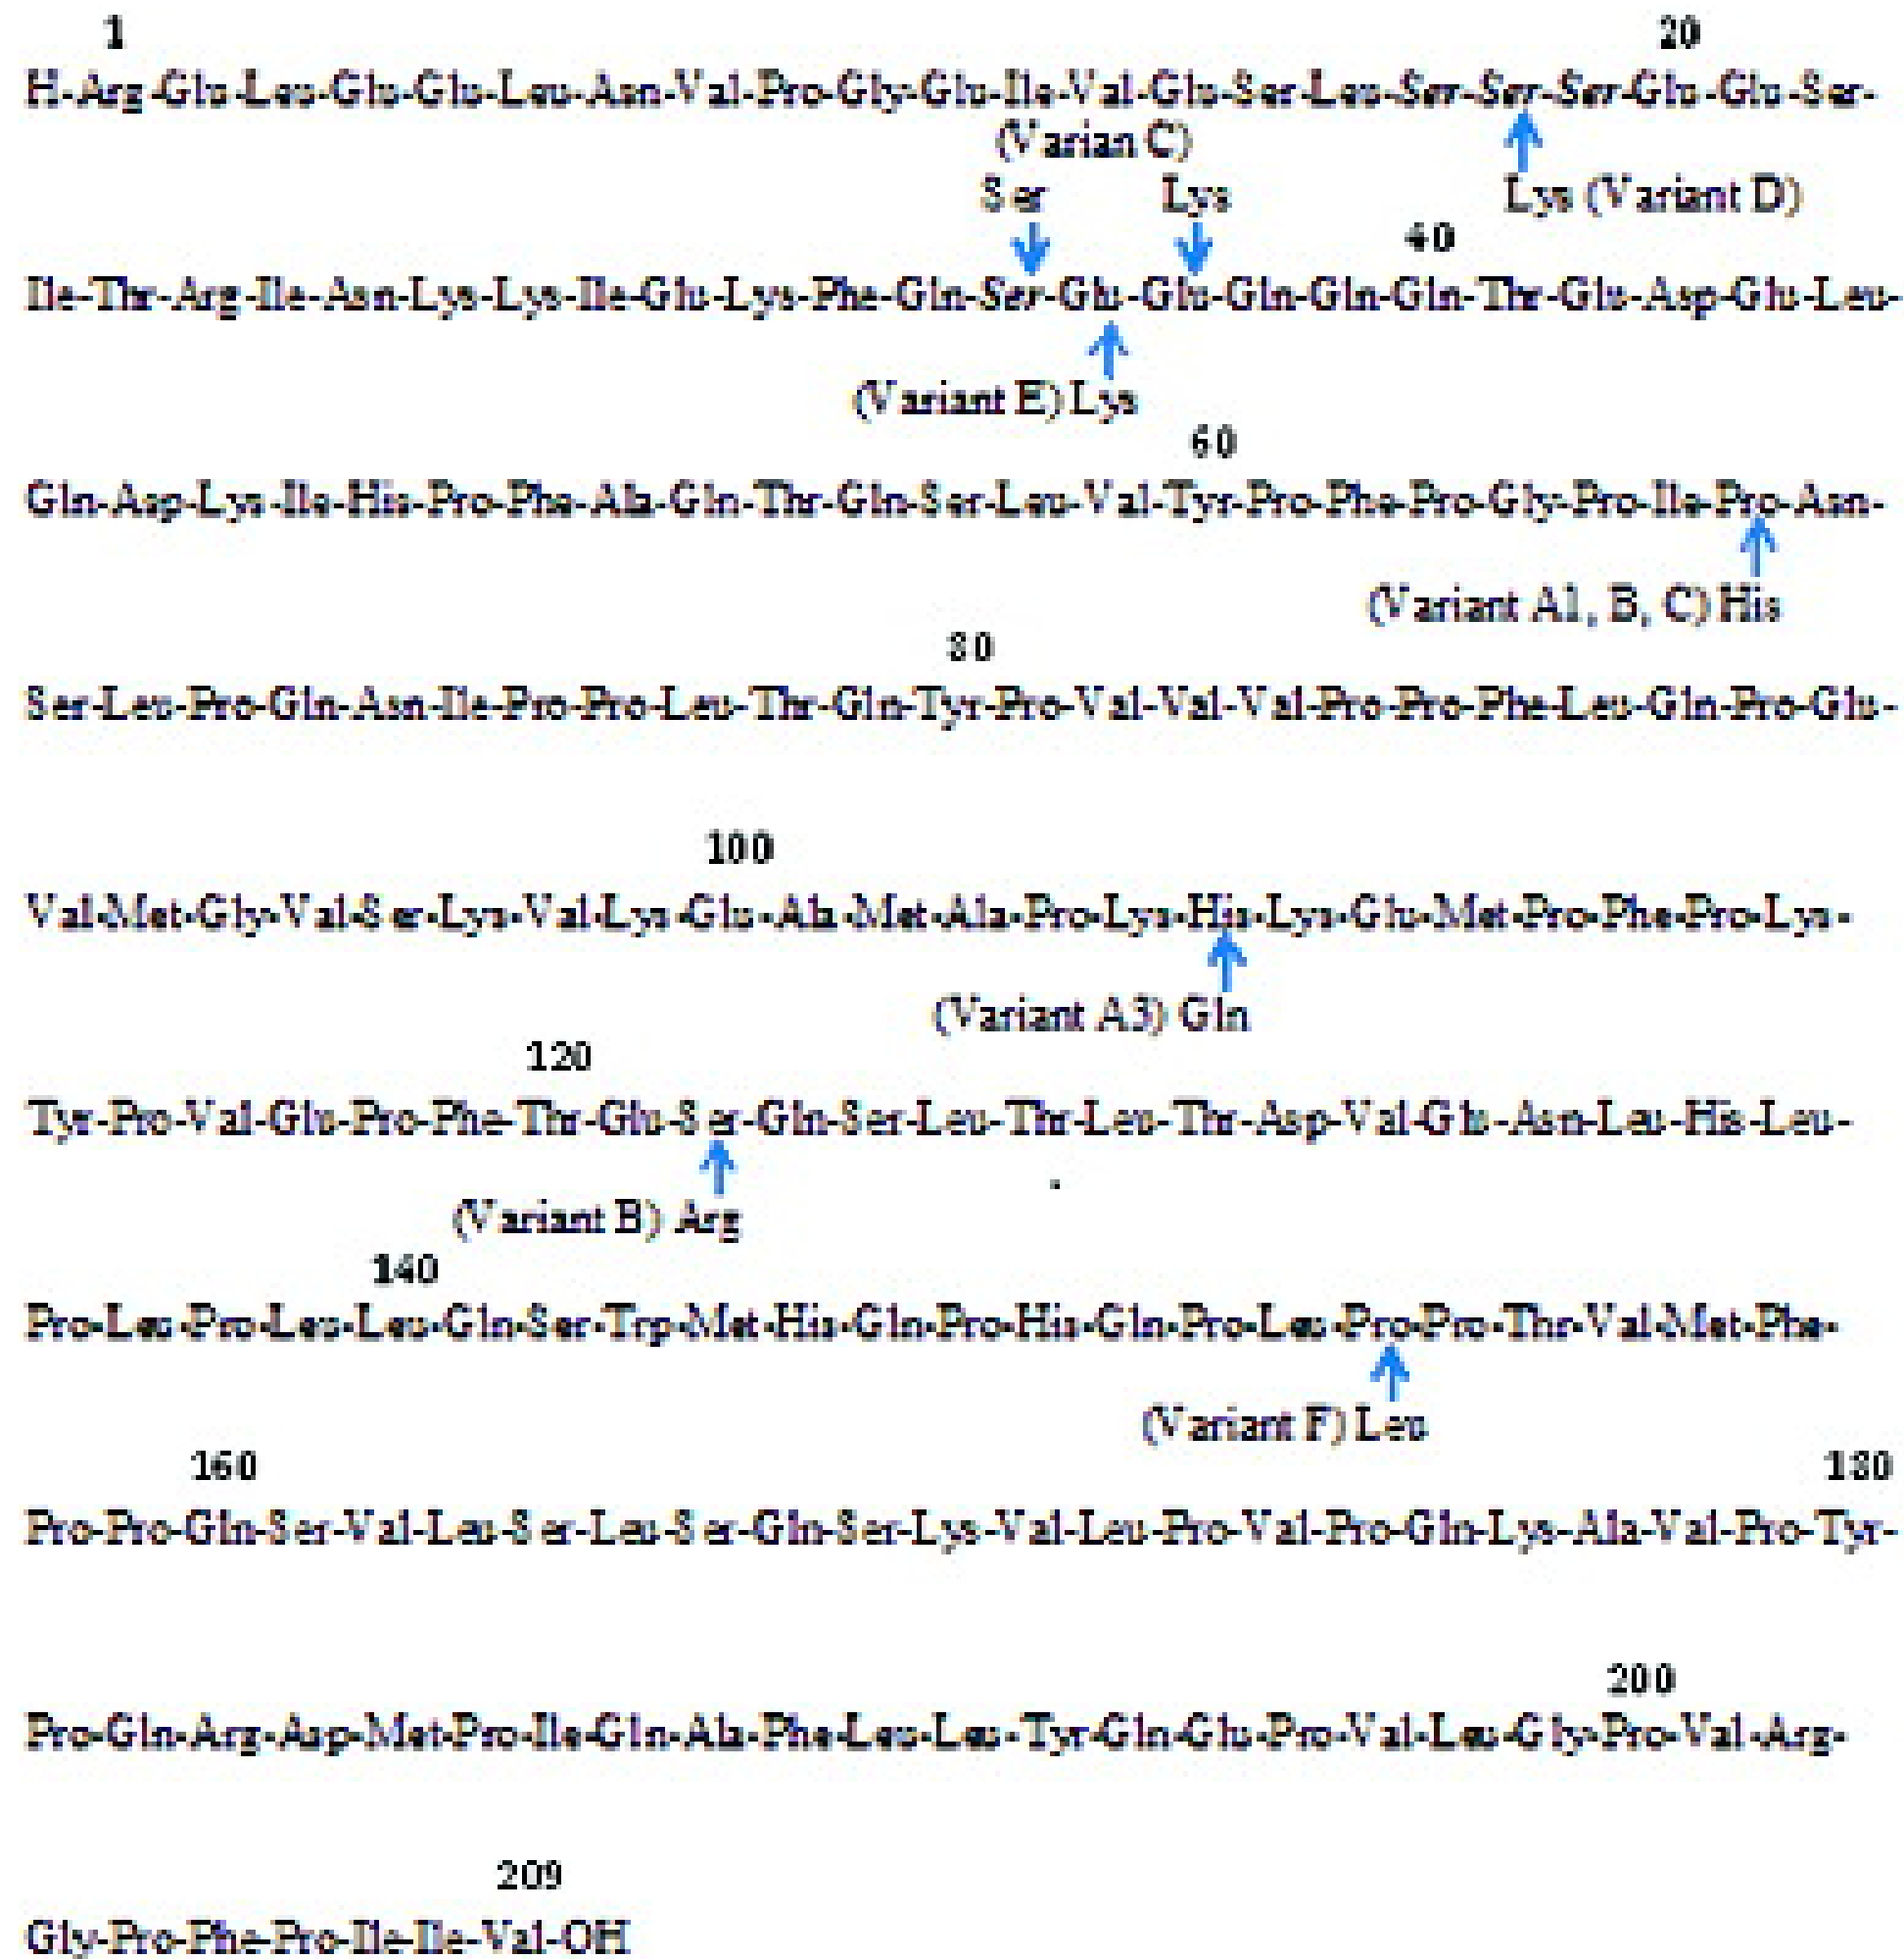 1 20
H-Arg-Glu-Leu-Glu-Glu-Leu-Asn-Val-Pro-Gly-Glu-Ile-Val-Glu-Ser-Leu-Ser-Ser-Ser-Glu-Glu-Ser-
(Varian C)
Ser Lys Lys (Variant D)
40
Ile-Thr-Arg-Ile-Asn-Lys-Lys-Ile-Glu-Lys-Phe-Gln-Ser-Glu-Glu-Gln-Gln-Gln-Thr-Glu-Asp-Glu-Leu-
(Variant E) Lys
60
Gln-Asp-Lys-Ile-His-Pro-Phe-Ala-Gln-Thr-Gln-Ser-Leu-Val-Tyr-Pro-Phe-Pro-Gly-Pro-Ile-Pro-Asn-
(Variant A1, B, C) His
80
Ser-Leu-Pro-Gln-Asn-Ile-Pro-Pro-Leu-Thr-Gln-Tyr-Pro-Val-Val-Val-Pro-Pro-Phe-Leu-Gln-Pro-Glu-
100
Val-Met-Gly-Val-Ser-Lys-Val-Lys-Glu-Ala-Met-Ala-Pro-Lys-His-Lys-Glu-Met-Pro-Phe-Pro-Lys-
(Variant A3) Gln
120
Tyr-Pro-Val-Glu-Pro-Phe-Thr-Glu-Ser-Gln-Ser-Leu-Thr-Leu-Thr-Asp-Val-Glu-Asn-Leu-His-Leu-
(Variant B) Arg
140
Pro-Leu-Pro-Leu-Leu-Gln-Ser-Trp-Met-His-Gln-Pro-His-Gln-Pro-Leu-Pro-Pro-Thr-Val-Met-Phe-
(Variant F) Leu
160 180
Pro-Pro-Gln-Ser-Val-Leu-Ser-Leu-Ser-Gln-Ser-Lys-Val-Leu-Pro-Val-Pro-Gln-Lys-Ala-Val-Pro-Tyr-
200
Pro-Gln-Arg-Asp-Met-Pro-Ile-Gln-Ala-Phe-Leu-Leu-Tyr-Gln-Glu-Pro-Val-Leu-Gly-Pro-Val-Arg-
209
Gly-Pro-Phe-Pro-Ile-Ile-Val-OH